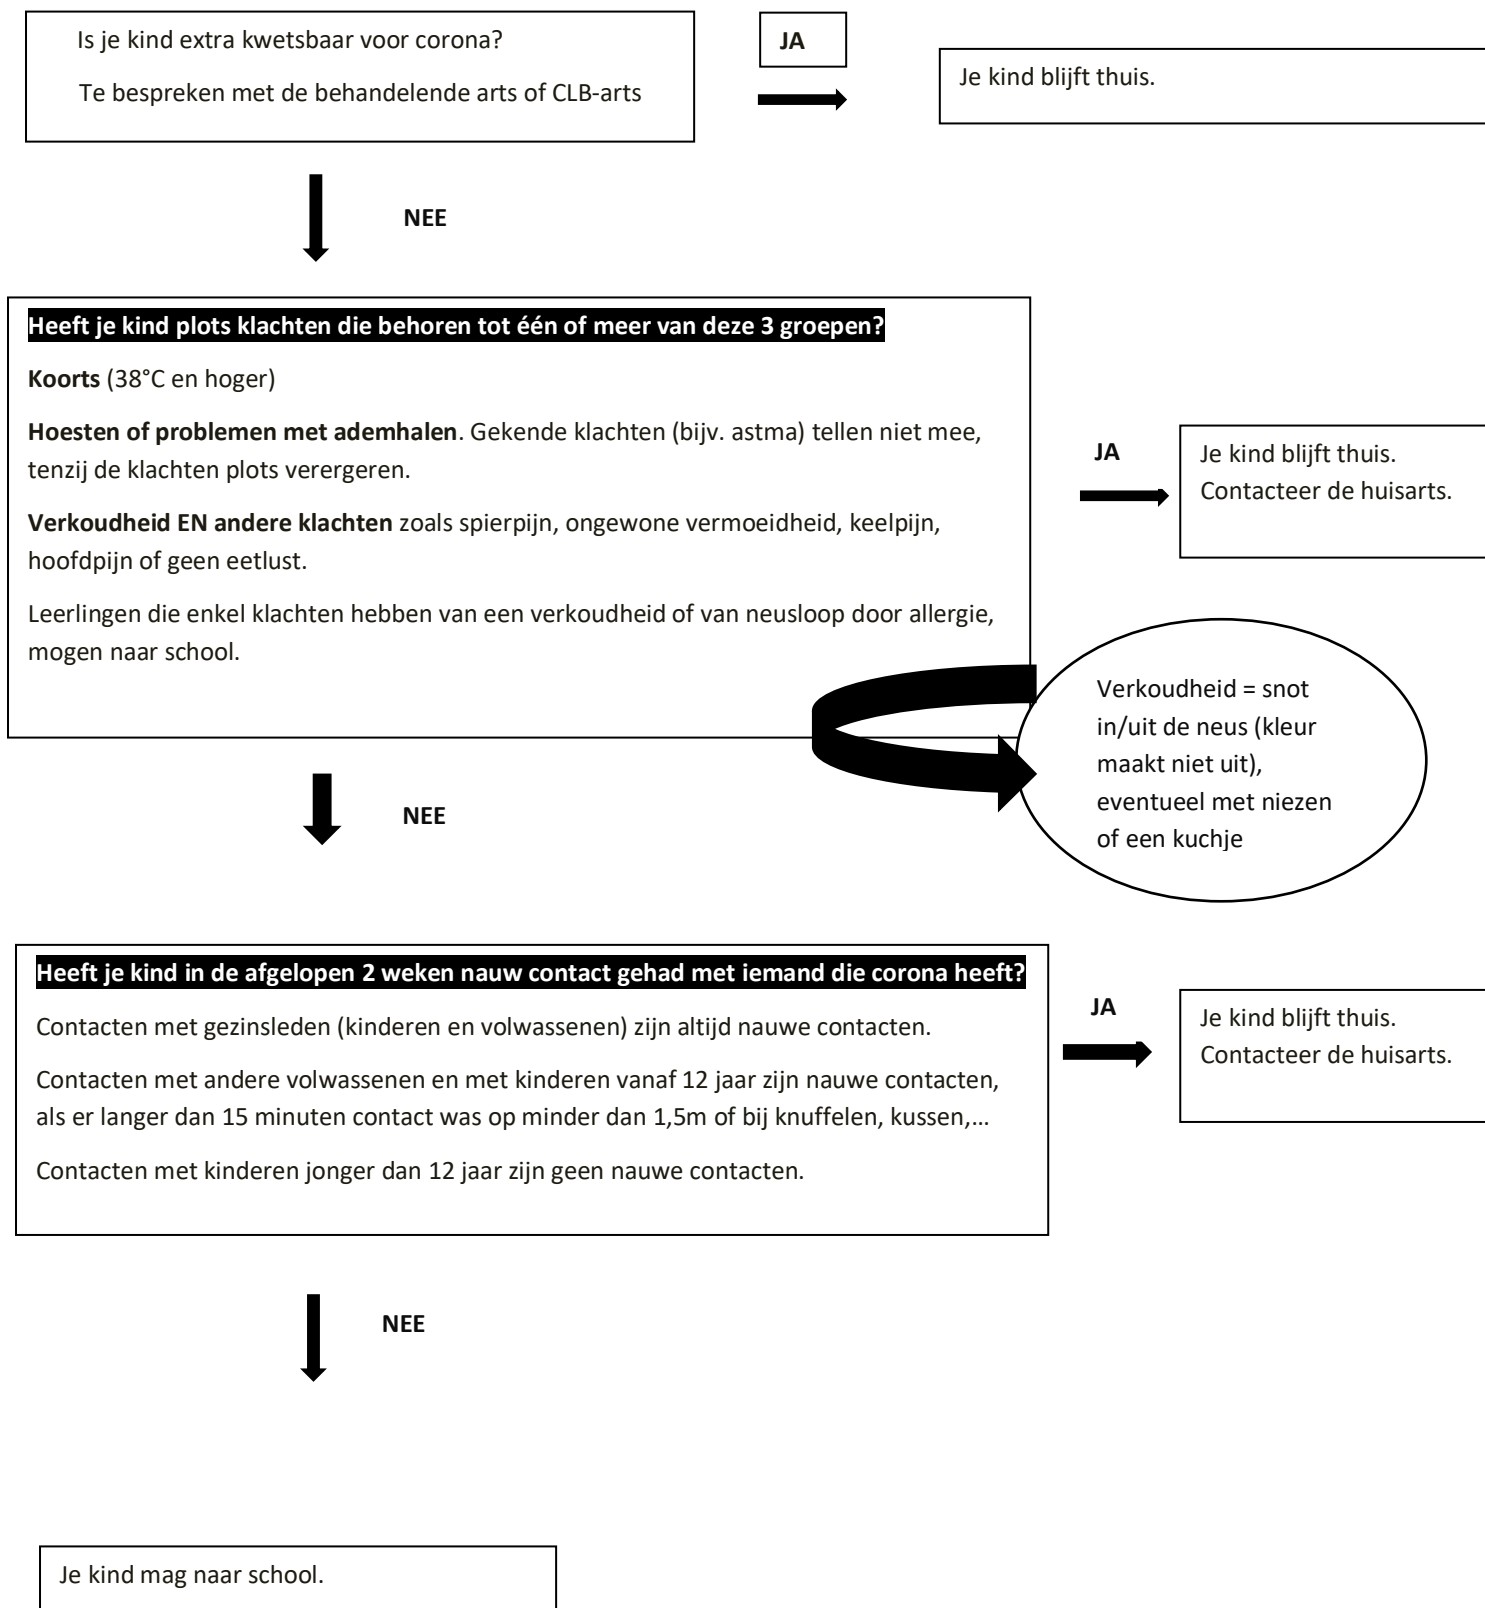 Is je kind extra kwetsbaar voor corona?
Te bespreken met de behandelende arts of CLB-arts
JA
Je kind blijft thuis.
NEE
Heeft je kind plots klachten die behoren tot één of meer van deze 3 groepen?
Koorts (38°C en hoger)
Hoesten of problemen met ademhalen. Gekende klachten (bijv. astma) tellen niet mee,
tenzij de klachten plots verergeren.
Verkoudheid EN andere klachten zoals spierpijn, ongewone vermoeidheid, keelpijn,
hoofdpijn of geen eetlust.
Leerlingen die enkel klachten hebben van een verkoudheid of van neusloop door allergie,
mogen naar school.
JA
Je kind blijft thuis.
Contacteer de huisarts.
Verkoudheid = snot
in/uit de neus (kleur
maakt niet uit),
eventueel met niezen
of een kuchje
NEE
Heeft je kind in de afgelopen 2 weken nauw contact gehad met iemand die corona heeft?
Contacten met gezinsleden (kinderen en volwassenen) zijn altijd nauwe contacten.
Contacten met andere volwassenen en met kinderen vanaf 12 jaar zijn nauwe contacten,
als er langer dan 15 minuten contact was op minder dan 1,5m of bij knuffelen, kussen,…
Contacten met kinderen jonger dan 12 jaar zijn geen nauwe contacten.
JA
Je kind blijft thuis.
Contacteer de huisarts.
NEE
Je kind mag naar school.